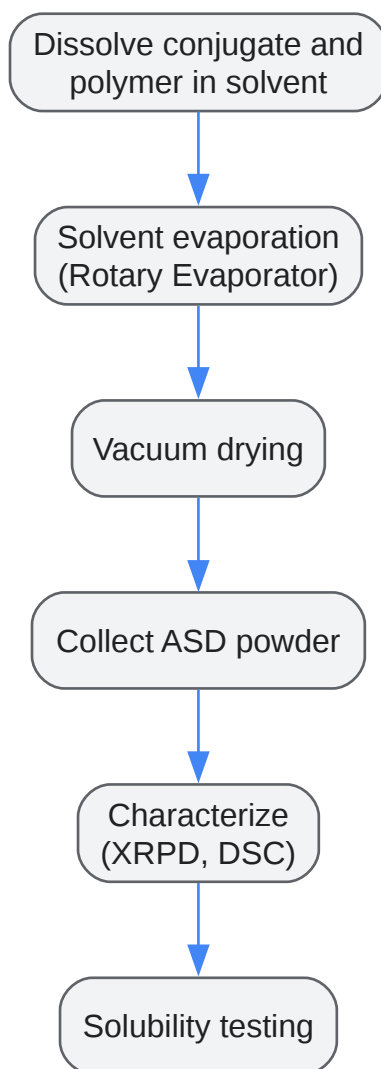 Dissolve conjugate and
polymer in solvent
Solvent evaporation
(Rotary Evaporator)
Vacuum drying
Collect ASD powder
Characterize
(XRPD, DSC)
Solubility testing